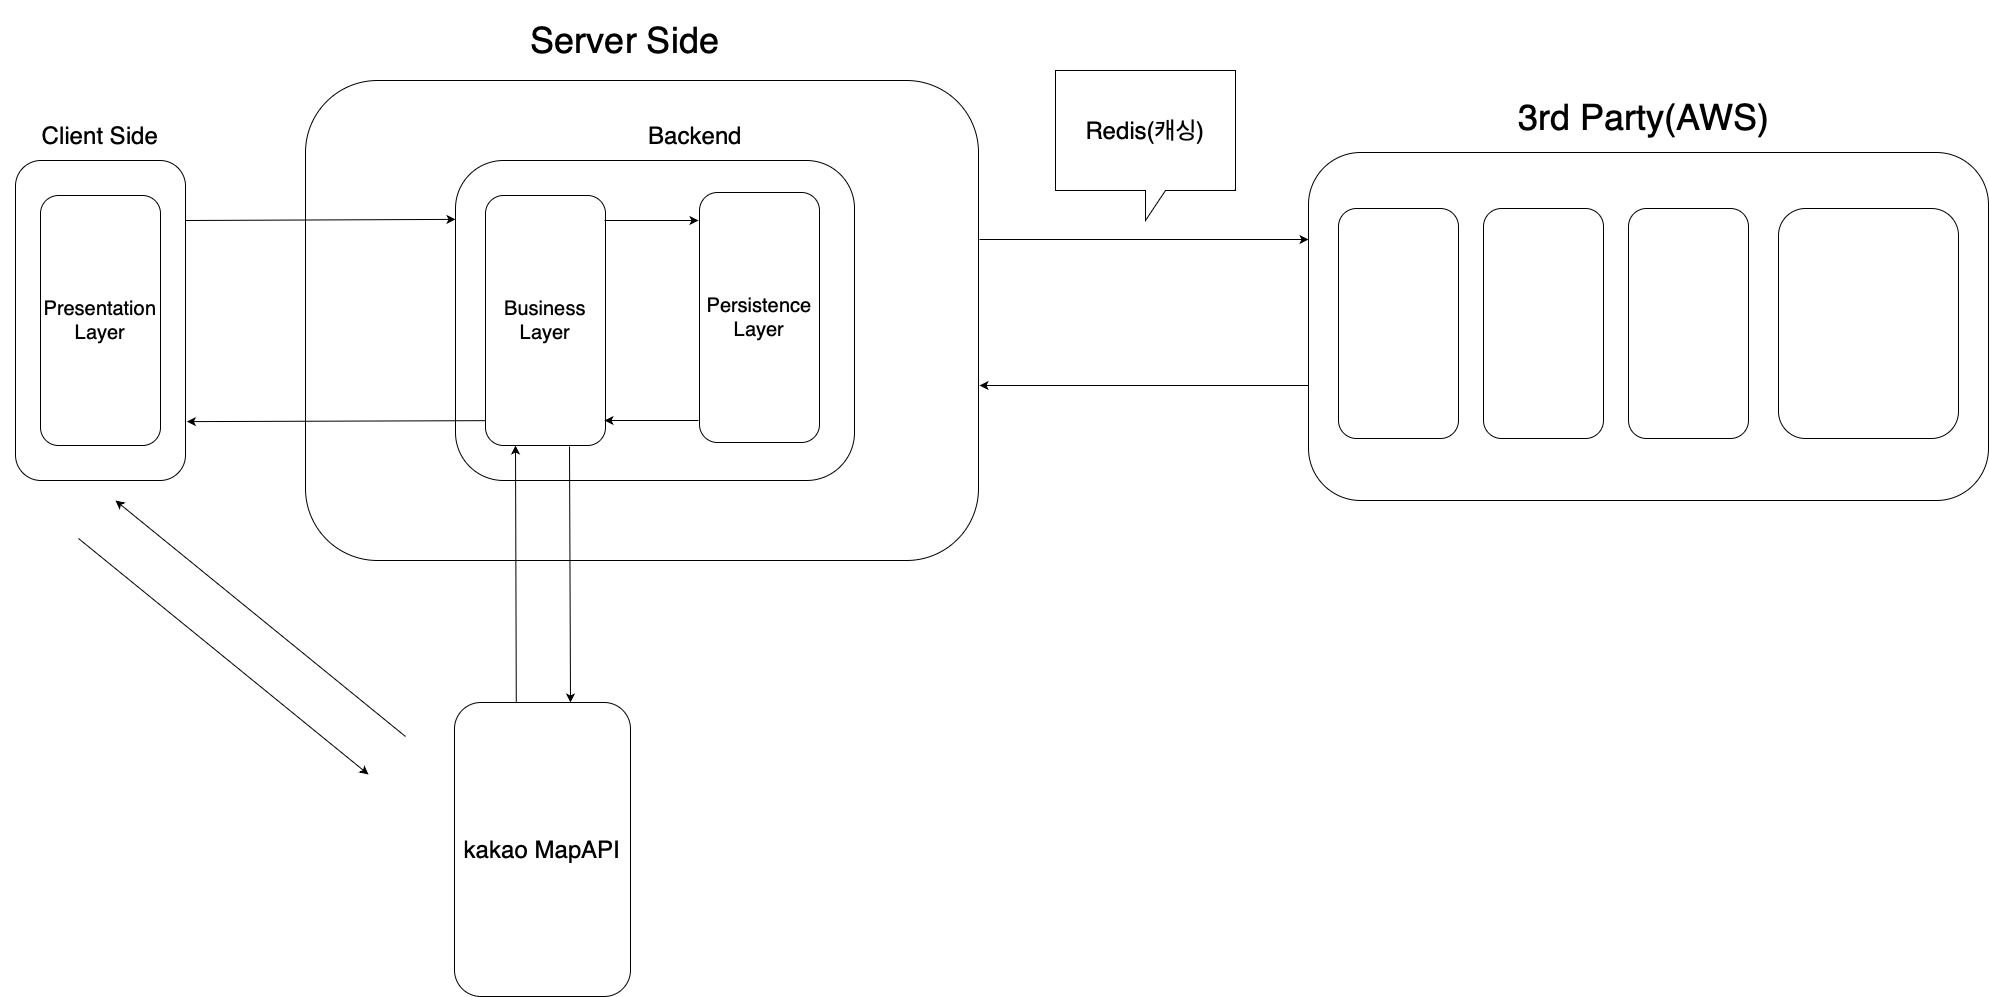 Server Side
Client Side
Backend
Redis(캐싱)
3rd Party(AWS)
Presentation
Layer
Business
Layer
Persistence
Layer
kakao MapAPI